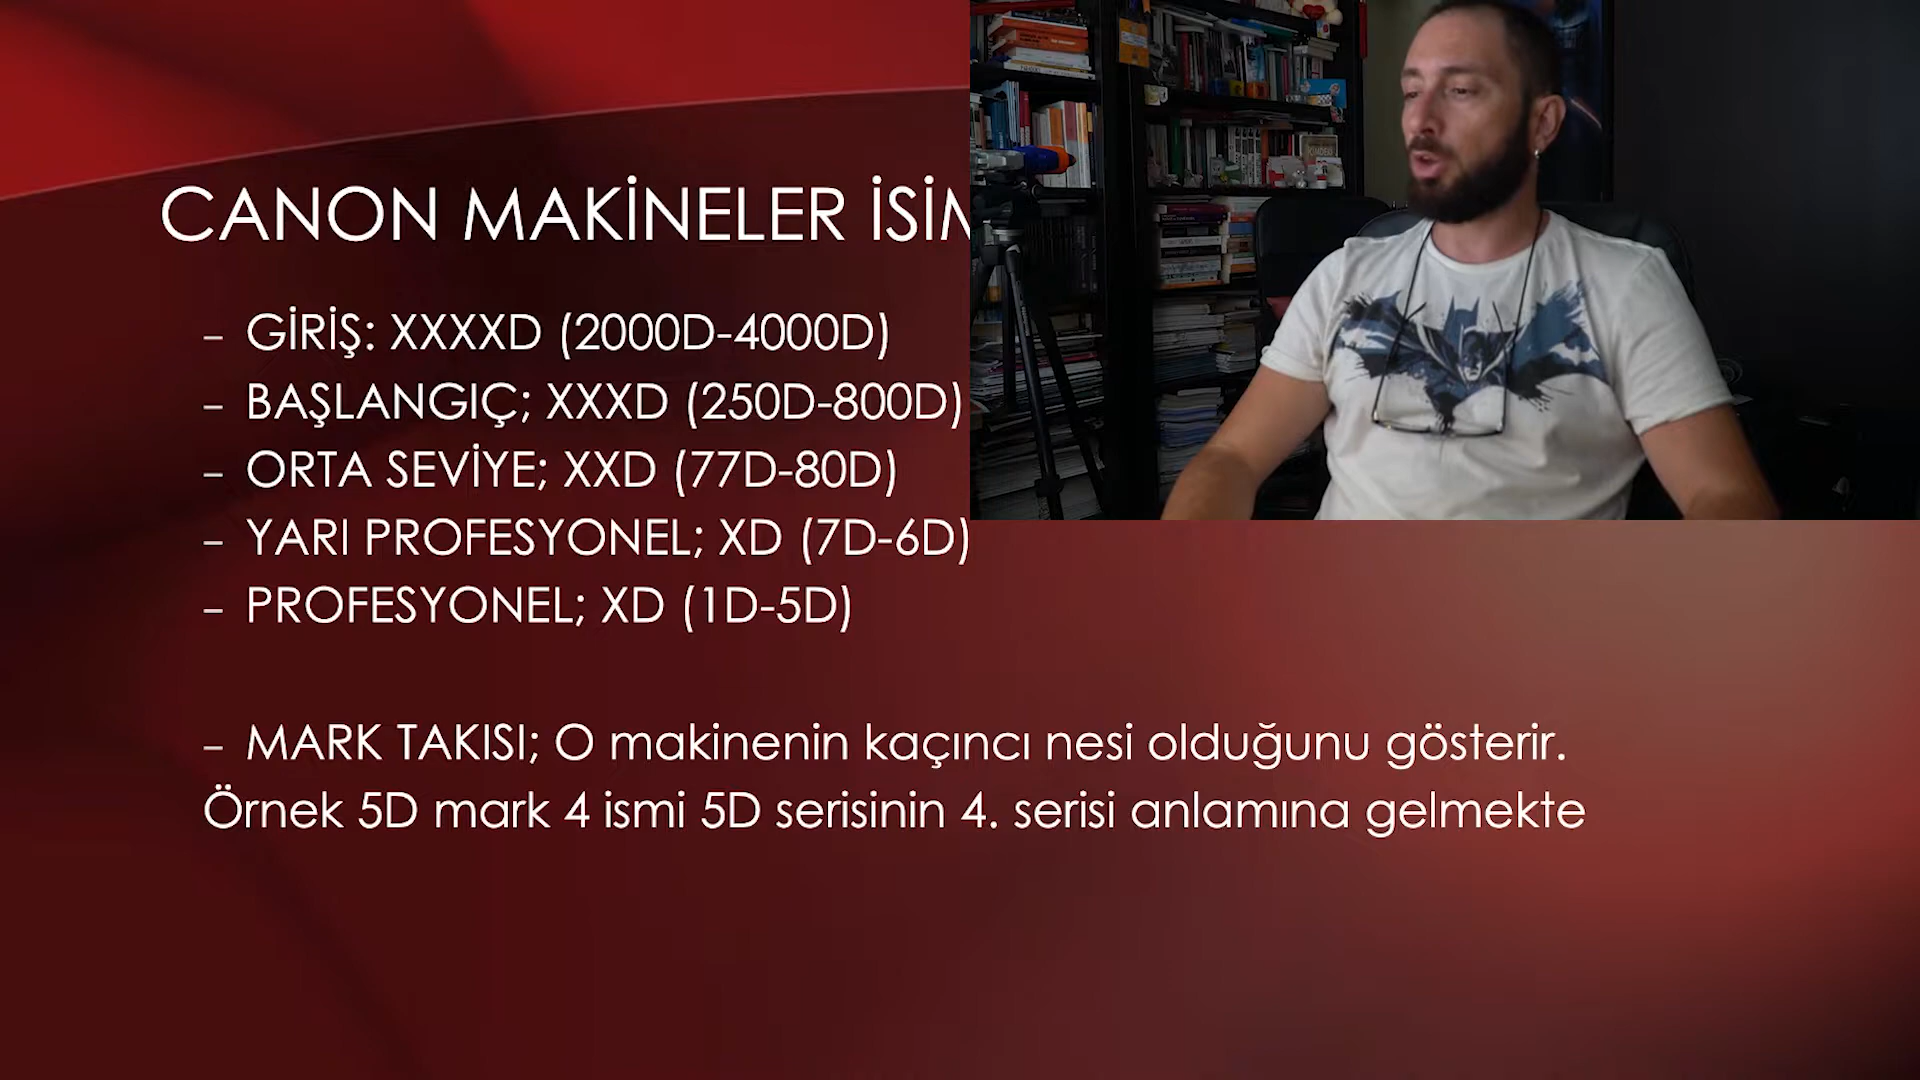 CANON MAKİNELER
– GİRİŞ: XXXXD (2000D-4000D)
– BAŞLANGIÇ; XXXD (250D-800D)
– ORTA SEVİYE; XXD (77D-80D)
– YARI PROFESYONEL; XD (7D-6D)
– PROFESYONEL; XD (1D-5D)
– MARK TAKISI; O makinenin kaçıncı nesi olduğunu gösterir.
Örnek 5D mark 4 ismi 5D serisinin 4. serisi anlamına gelmekte